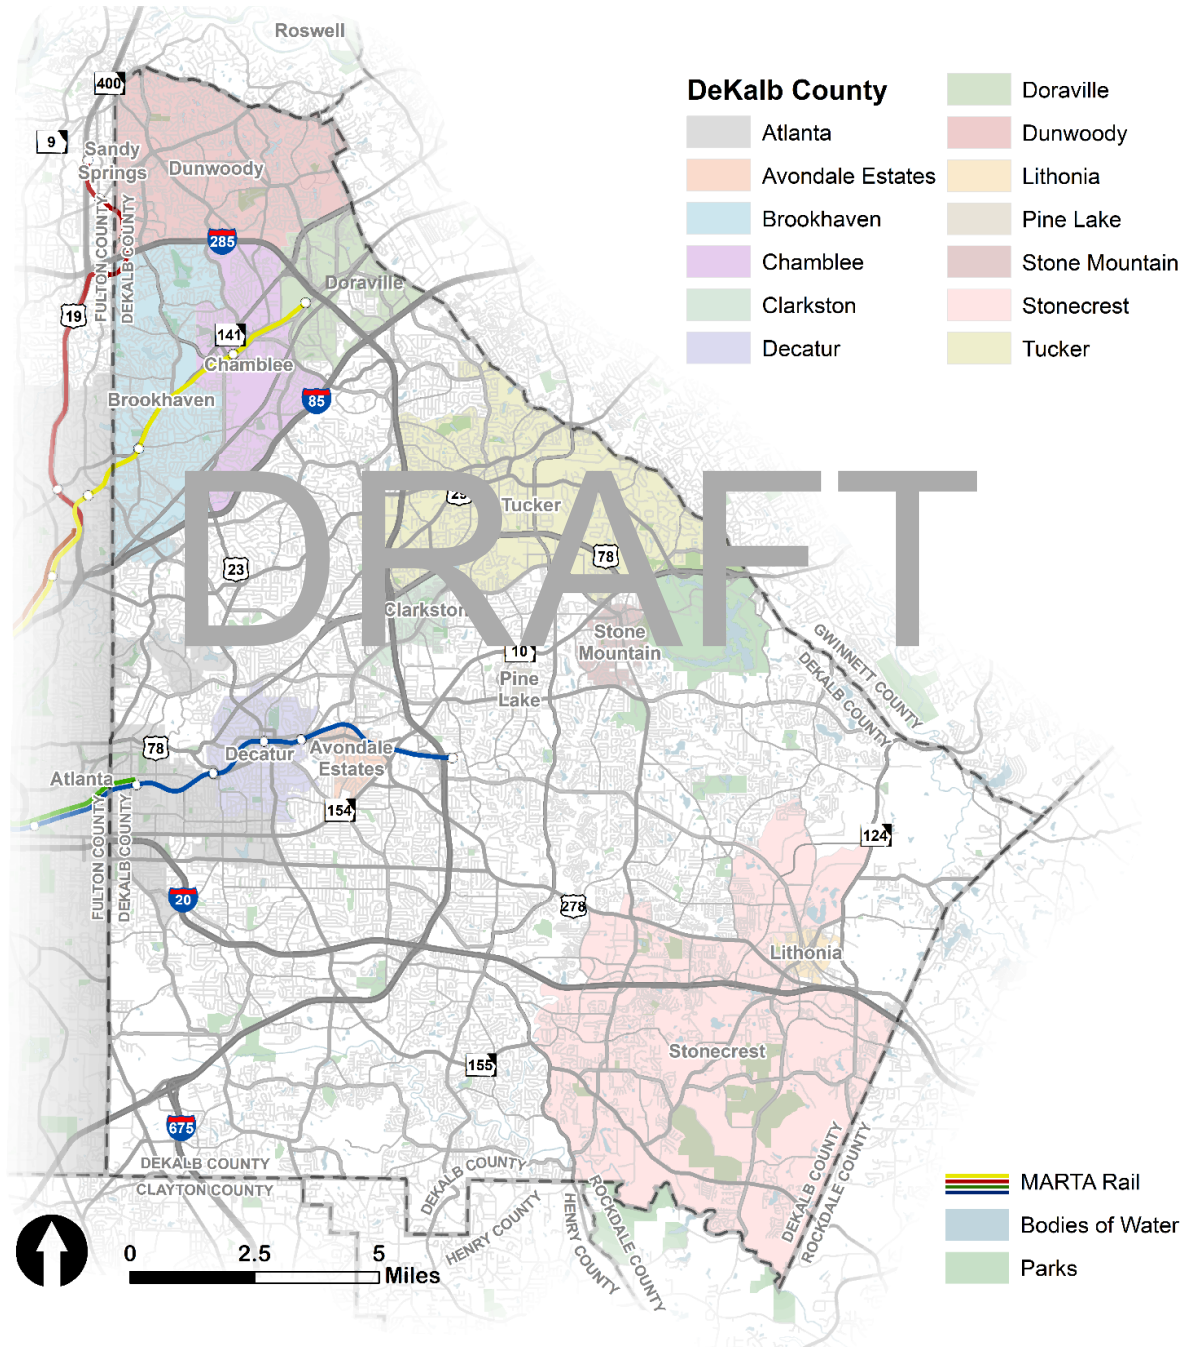 Roswell
400
9
Sandy
Springs
Dunwoody
FULTON COUNTY
DEKALB COUNTY
285
Doraville
19
141
Chamblee
Brookhaven
85
DeKalb County
Atlanta
Avondale Estates
Brookhaven
Chamblee
Clarkston
Decatur
Doraville
Dunwoody
Lithonia
Pine Lake
Stone Mountain
Stonecrest
Tucker
DRAFT
29
Tucker
78
23
Clarkston
Stone
Mountain
10
Pine
Lake
GWINNETT COUNTY
DEKALB COUNTY
78
Decatur
Avondale
Estates
Atlanta
154
FULTON COUNTY
DEKALB COUNTY
124
20
278
Lithonia
Stonecrest
155
675
DEKALB COUNTY
CLAYTON COUNTY
DEKALB COUNTY
HENRY COUNTY
HENRY COUNTY
ROCKDALE COUNTY
DEKALB COUNTY
ROCKDALE COUNTY
MARTA Rail
Bodies of Water
Parks
0 2.5 5
Miles